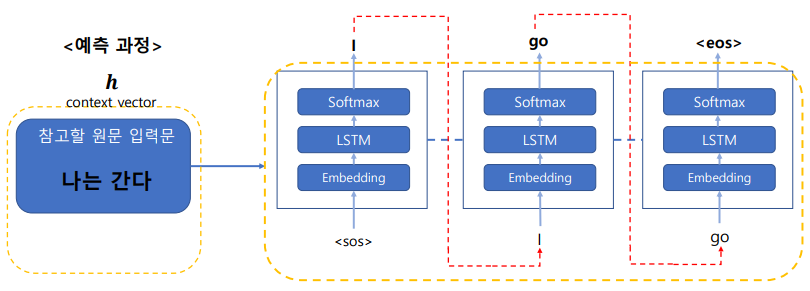 <예측 과정>
h
context vector
참고할 원문 입력문
나는 간다
I
go
<eos>
Softmax
Softmax
Softmax
LSTM
LSTM
LSTM
Embedding
Embedding
Embedding
<sos>
I
go